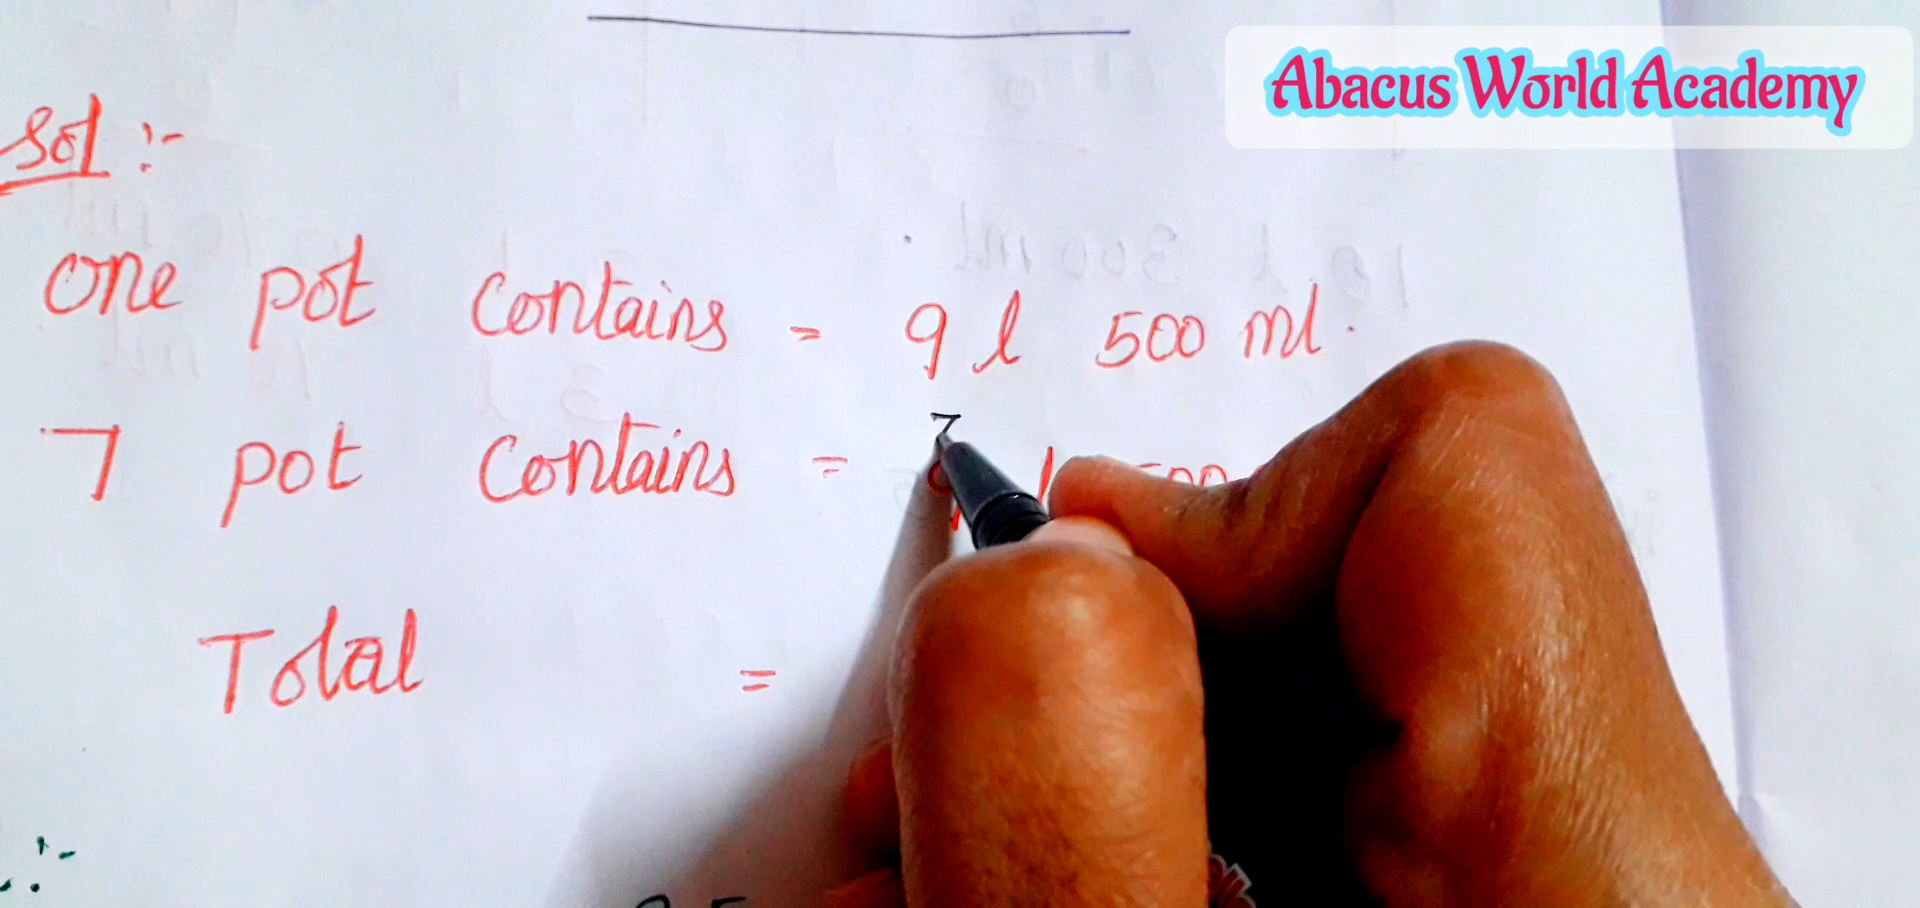 Abacus World Academy
Sol :-
One pot contains = 9 l 500 ml.
7 pot contains =
Total =